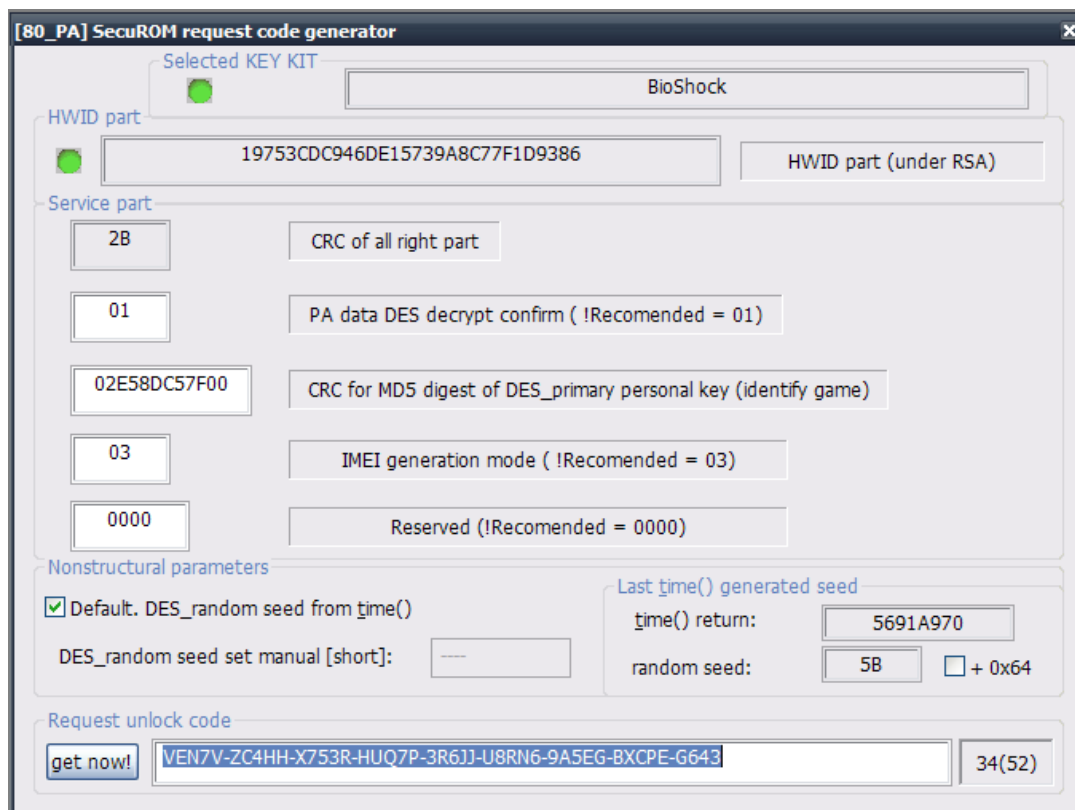 [80_PA] SecuROM request code generator
Selected KEY KIT
BioShock
HWID part
19753CDC946DE15739A8C77F1D9386
HWID part (under RSA)
Service part
2B
CRC of all right part
01
PA data DES decrypt confirm ( !Recomended = 01)
02E58DC57F00
CRC for MD5 digest of DES_primary personal key (identify game)
03
IMEI generation mode ( !Recomended = 03)
0000
Reserved (!Recomended = 0000)
Nonstructural parameters
Default. DES_random seed from time()
DES_random seed set manual [short]:
----
Last time() generated seed
time() return:
5691A970
random seed:
5B
+ 0x64
Request unlock code
get now!
VEN7V-ZC4HH-X753R-HUQ7P-3R6JJ-U8RN6-9A5EG-BXCPE-G643
34(52)